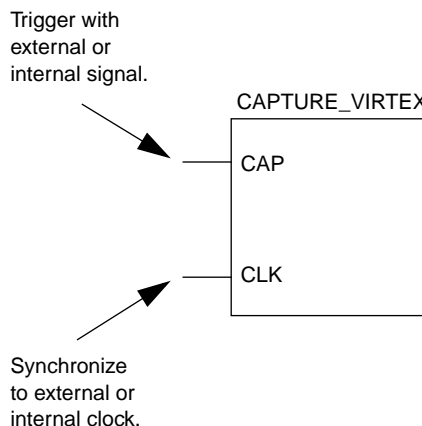 Trigger with
external or
internal signal.
CAPTURE_VIRTEX
CAP
CLK
Synchronize
to external or
internal clock.